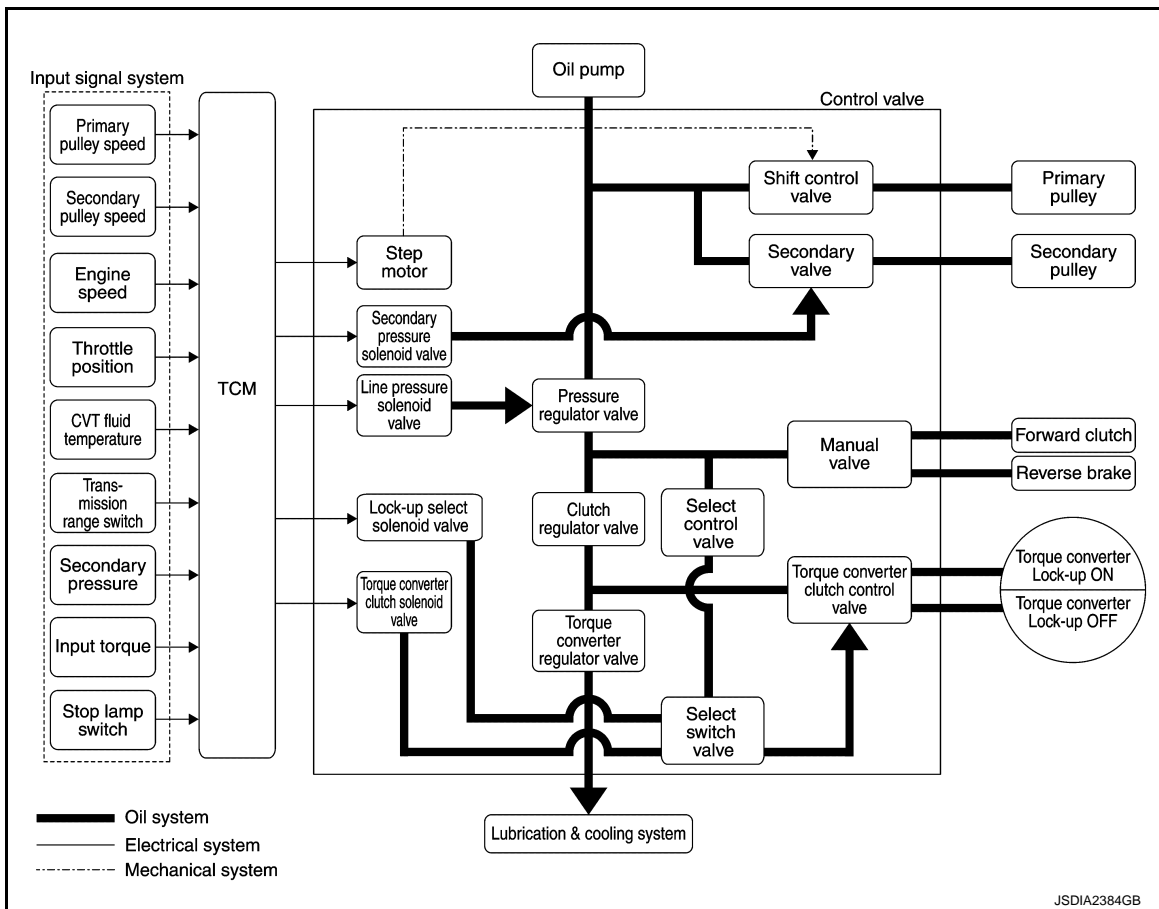 Oil pump
Input signal system
Control valve
Primary
pulley speed
Secondary
pulley speed
Engine
speed
Throttle
position
CVT fluid
temperature
Trans-
mission
range switch
Secondary
pressure
Input torque
Stop lamp
switch
TCM
Step
motor
Secondary
pressure
solenoid valve
Line pressure
solenoid
valve
Lock-up select
solenoid valve
Torque converter
clutch solenoid
valve
Pressure
regulator valve
Clutch
regulator valve
Torque
converter
regulator valve
Select
control
valve
Select
switch
valve
Shift control
valve
Secondary
valve
Manual
valve
Torque converter
clutch control
valve
Primary
pulley
Secondary
pulley
Forward clutch
Reverse brake
Torque converter
Lock-up ON
Torque converter
Lock-up OFF
Lubrication & cooling system
Oil system
Electrical system
Mechanical system
JSDIA2384GB